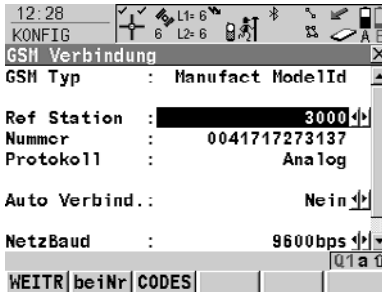 12:28
KONFIG
6 L1= 6
L2= 6
A
GSM Verbindung
GSM Typ : Manufact ModelId
Ref Station : 3000
Nummer : 0041717273137
Protokoll : Analog
Auto Verbind.: Nein
NetzBaud : 9600bps
Q1a
WEITR beiNr CODES